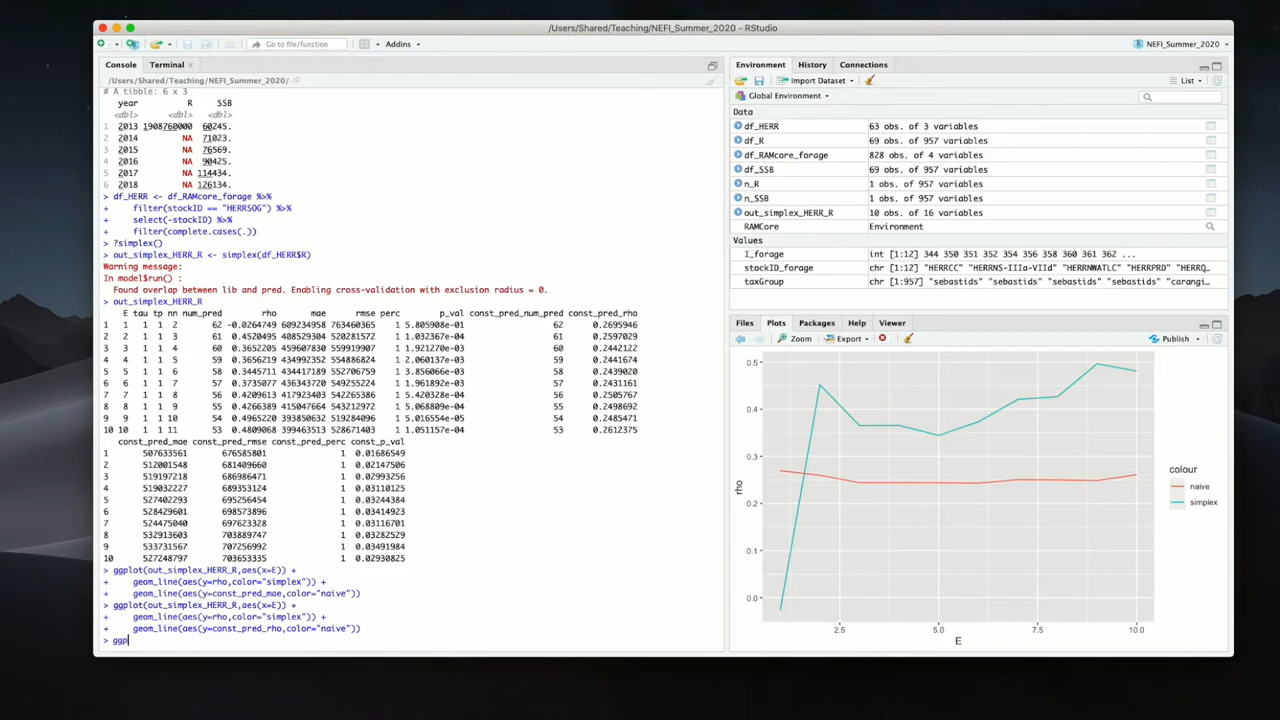 /Users/Shared/Teaching/NEFI_Summer_2020 - RStudio
Go to file/function Addins NEFI_Summer_2020
Console Terminal
/Users/Shared/Teaching/NEFI_Summer_2020/
# A tibble: 6 x 3
year R SSB
<dbl> <dbl> <dbl>
1 2013 1908760000 60245.
2 2014 NA 71023.
3 2015 NA 76569.
4 2016 NA 90425.
5 2017 NA 114434.
6 2018 NA 126134.
> df_HERR <- df_RAMcore_forage %>%
+ filter(stockID == "HERRSOG") %>%
+ select(-stockID) %>%
+ filter(complete.cases(.))
> ?simplex()
> out_simplex_HERR_R <- simplex(df_HERR$R)
Warning message:
In model$run() :
Found overlap between lib and pred. Enabling cross-validation with exclusion radius = 0.
> out_simplex_HERR_R
E tau tp nn num_pred rho mae rmse perc p_val const_pred_num_pred const_pred_rho
1 1 1 1 2 62 -0.0264749 609234958 763460365 1 5.805908e-01 62 0.2695946
2 2 1 1 3 61 0.4520495 408529304 520281572 1 1.032367e-04 61 0.2597029
3 3 1 1 4 60 0.3652205 459607830 559919907 1 1.921270e-03 60 0.2442122
4 4 1 1 5 59 0.3656219 434992352 554886824 1 2.060137e-03 59 0.2441674
5 5 1 1 6 58 0.3445711 434417189 552706759 1 3.856066e-03 58 0.2439020
6 6 1 1 7 57 0.3735077 436343720 549255224 1 1.961892e-03 57 0.2431161
7 7 1 1 8 56 0.4209613 417923403 542265386 1 5.420328e-04 56 0.2505767
8 8 1 1 9 55 0.4266389 415047664 543212972 1 5.068809e-04 55 0.2498692
9 9 1 1 10 54 0.4965220 393850632 519284096 1 5.016554e-05 54 0.2485471
10 10 1 1 11 53 0.4809068 399463513 528671403 1 1.051157e-04 53 0.2612375
const_pred_mae const_pred_rmse const_pred_perc const_p_val
1 507633561 676585801 1 0.01686549
2 512001548 681409660 1 0.02147506
3 519197218 686986471 1 0.02993256
4 519032227 689353124 1 0.03110125
5 527402293 695256454 1 0.03244384
6 528429601 698573896 1 0.03414923
7 524475040 697623328 1 0.03116701
8 532913603 703889747 1 0.03282529
9 533731567 707256992 1 0.03491984
10 527248797 703653335 1 0.02930825
> ggplot(out_simplex_HERR_R,aes(x=E)) +
+ geom_line(aes(y=rho,color="simplex")) +
+ geom_line(aes(y=const_pred_mae,color="naive"))
> ggplot(out_simplex_HERR_R,aes(x=E)) +
+ geom_line(aes(y=rho,color="simplex")) +
+ geom_line(aes(y=const_pred_rho,color="naive"))
> ggp
Environment History Connections
Import Dataset List
Global Environment
Data
df_HERR 63 obs. of 3 variables
df_R 69 obs. of 957 variables
df_RAMcore_forage 828 obs. of 4 variables
df_SSB 69 obs. of 957 variables
n_R 1 obs. of 957 variables
n_SSB 1 obs. of 957 variables
out_simplex_HERR_R 10 obs. of 16 variables
RAMCore Environment
Values
I_forage int [1:12] 344 350 351 352 354 356 358 360 361 362 ...
stockID_forage chr [1:12] "HERRCC" "HERRNS-IIIa-VIId" "HERRNWATLC" "HERRPRD" "HERRQ…
taxGroup chr [1:957] "sebastids" "sebastids" "sebastids" "sebastids" "carangi…
Files Plots Packages Help Viewer
Zoom Export Publish
0.5
0.4
0.3
0.2
0.1
0.0
rho
2.5 5.0 7.5 10.0
E
colour
naive
simplex